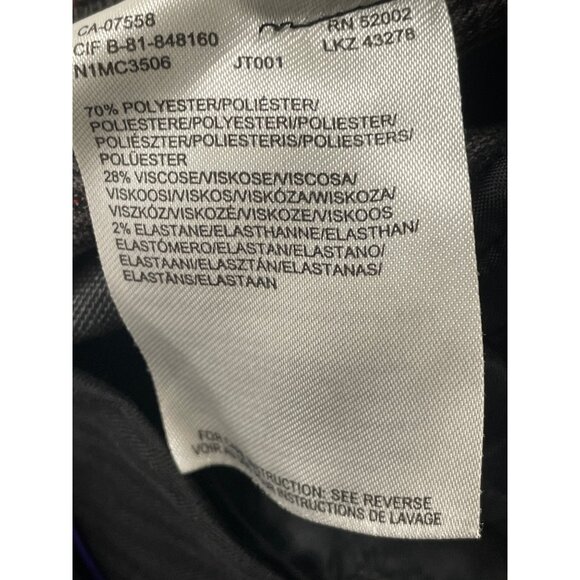 CA-07558
RN 52002
CIF B-81-848160
LKZ 43278
N1MC3506
JT001
70% POLYESTER/POLIÉSTER/
POLIESTERE/POLYESTERI/POLIESTER/
POLIÉSZTER/POLIESTERIS/POLIESTERS/
POLÜESTER
28% VISCOSE/VISKOSE/VISCOSA/
VISKOOSI/VISKOS/VISKÓZA/WISKOZA/
VISZKÓZ/VISKOZĖ/VISKOZE/VISKOOS
2% ELASTANE/ELASTHANNE/ELASTHAN/
ELASTÓMERO/ELASTAN/ELASTANO/
ELASTAANI/ELASZTÁN/ELASTANAS/
ELASTĀNS/ELASTAAN
FOR INSTRUCTION: SEE REVERSE
VOIR INSTRUCTIONS DE LAVAGE